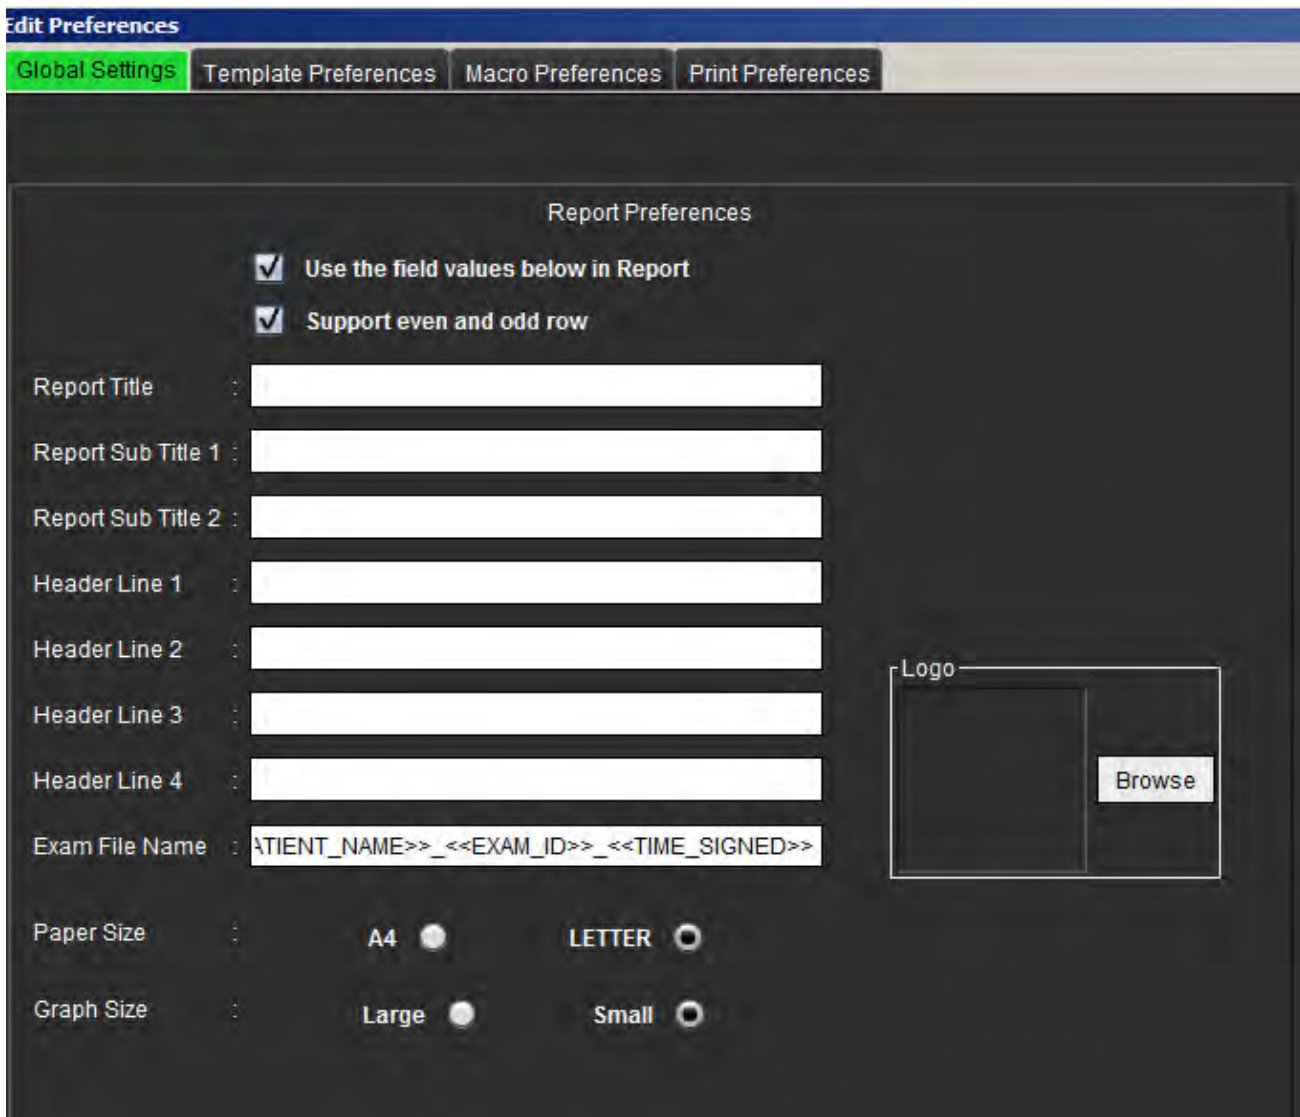 Edit Preferences
Global Settings Template Preferences Macro Preferences Print Preferences
Report Preferences
Use the field values below in Report
Support even and odd row
Report Title :
Report Sub Title 1 :
Report Sub Title 2 :
Header Line 1 :
Header Line 2 :
Header Line 3 :
Header Line 4 :
Logo
Browse
Exam File Name : ATIENT_NAME>>_<<EXAM_ID>>_<<TIME_SIGNED>>
Paper Size : A4 LETTER
Graph Size : Large Small